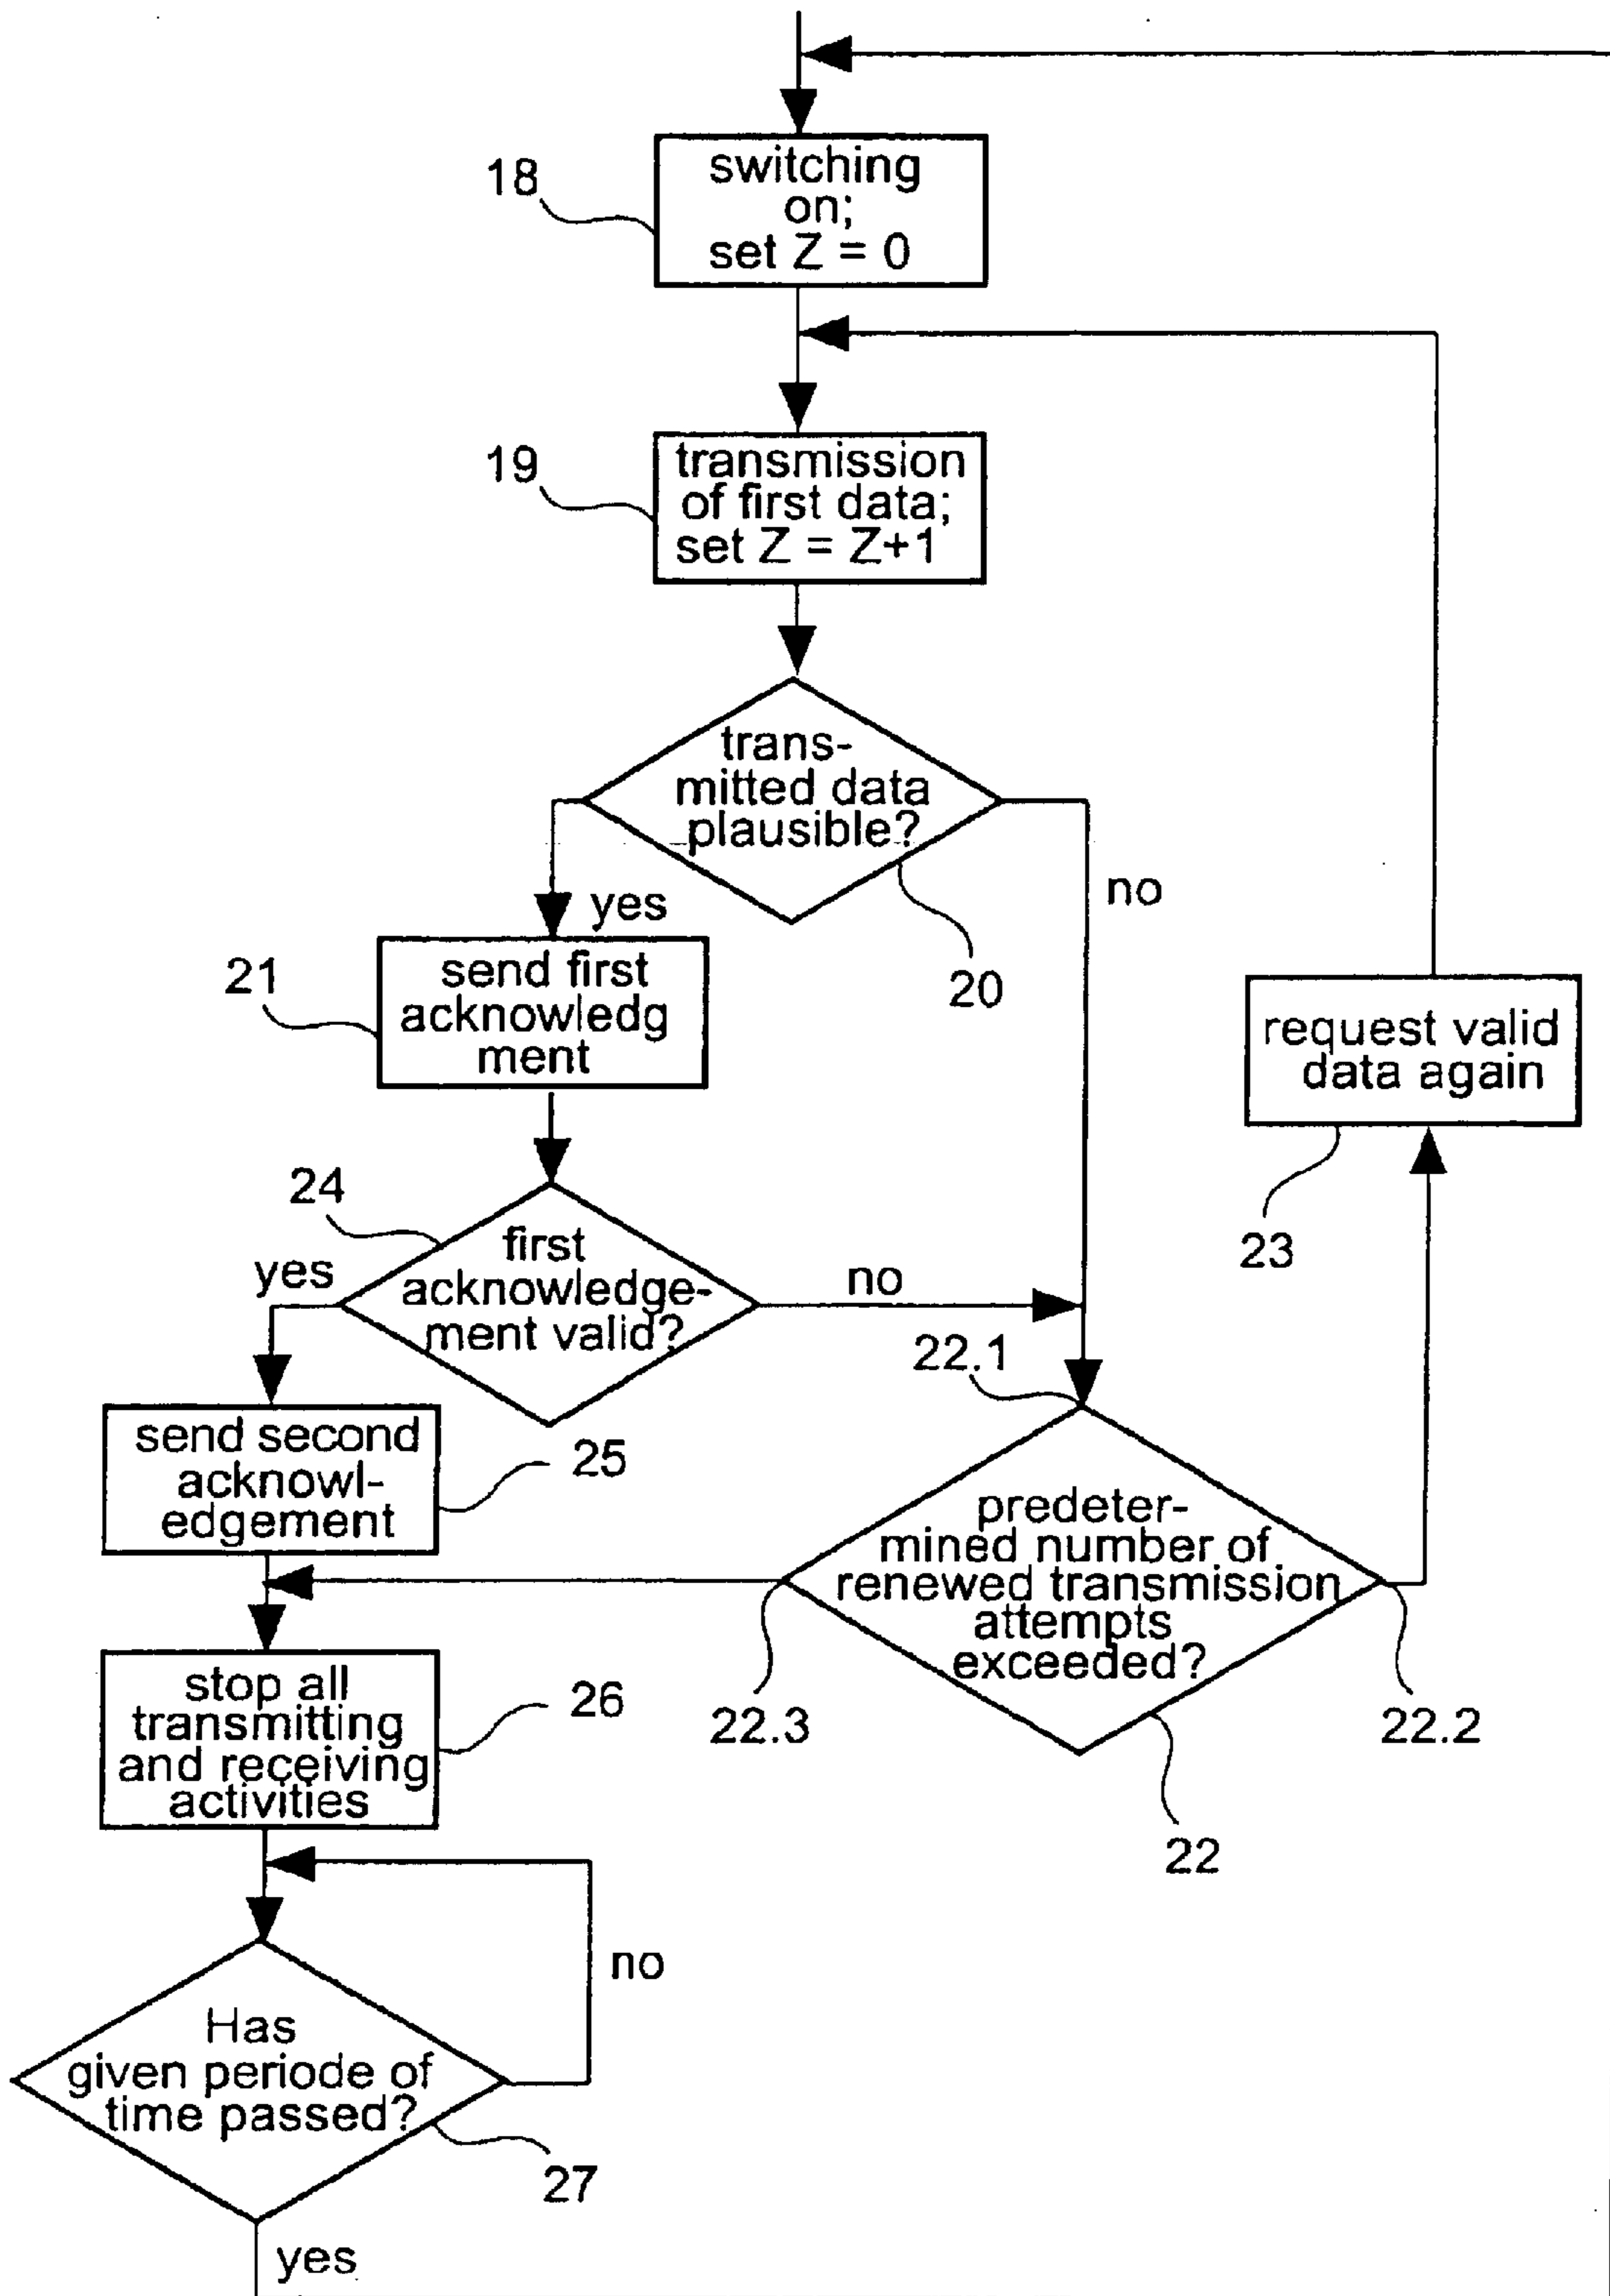 18
switching
on;
set Z = 0
19
transmission
of first data;
set Z = Z+1
trans-
mitted data
plausible?
no
yes
20
21
send first
acknowledg
ment
request valid
data again
23
24
first
acknowledge-
ment valid?
yes
no
22.1
send second
acknowl-
edgement
25
predeter-
mined number of
renewed transmission
attempts
exceeded?
22.3
22.2
22
stop all
transmitting
and receiving
activities
26
no
Has
given periode of
time passed?
27
yes